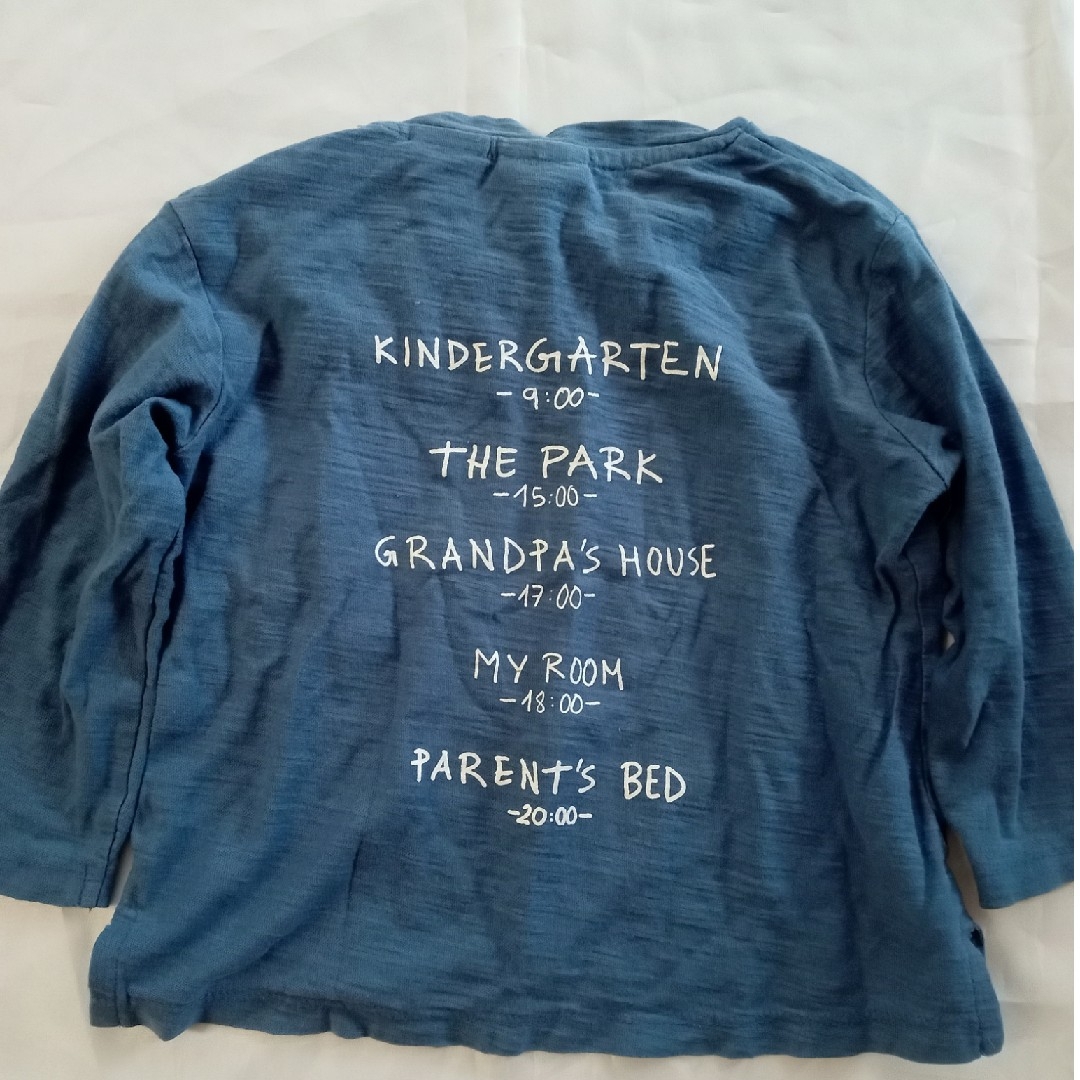 KINDERGARTEN
-9:00-
THE PARK
-15:00-
GRANDPA'S HOUSE
-17:00-
MY ROOM
-18:00-
PARENT'S BED
-20:00-